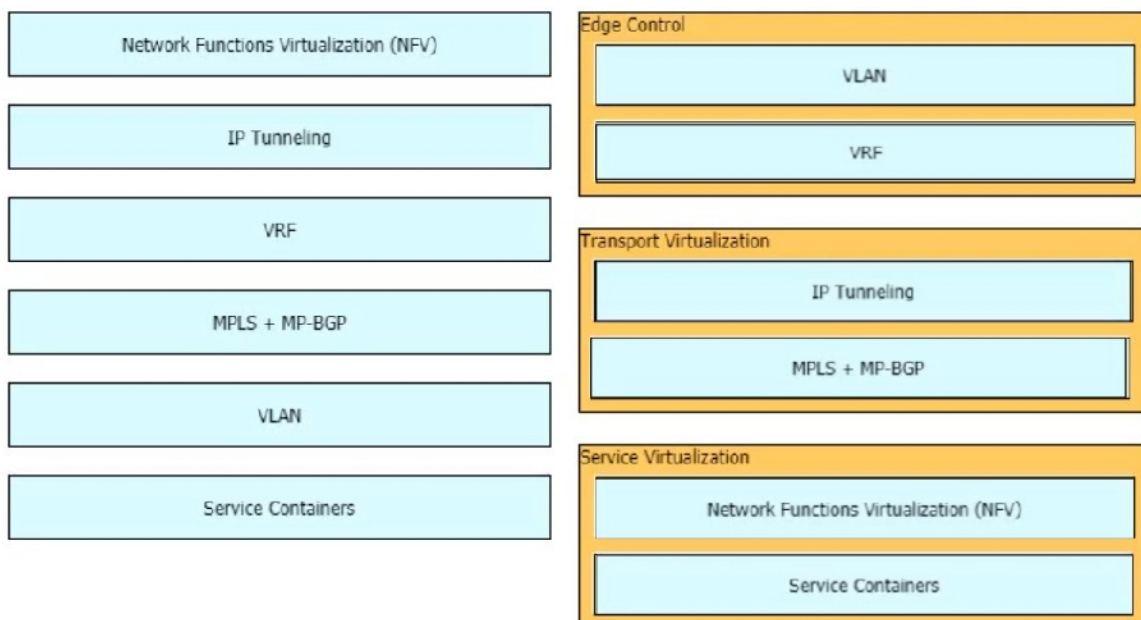 Network Functions Virtualization (NFV)
IP Tunneling
VRF
MPLS + MP-BGP
VLAN
Service Containers
Edge Control
VLAN
VRF
Transport Virtualization
IP Tunneling
MPLS + MP-BGP
Service Virtualization
Network Functions Virtualization (NFV)
Service Containers